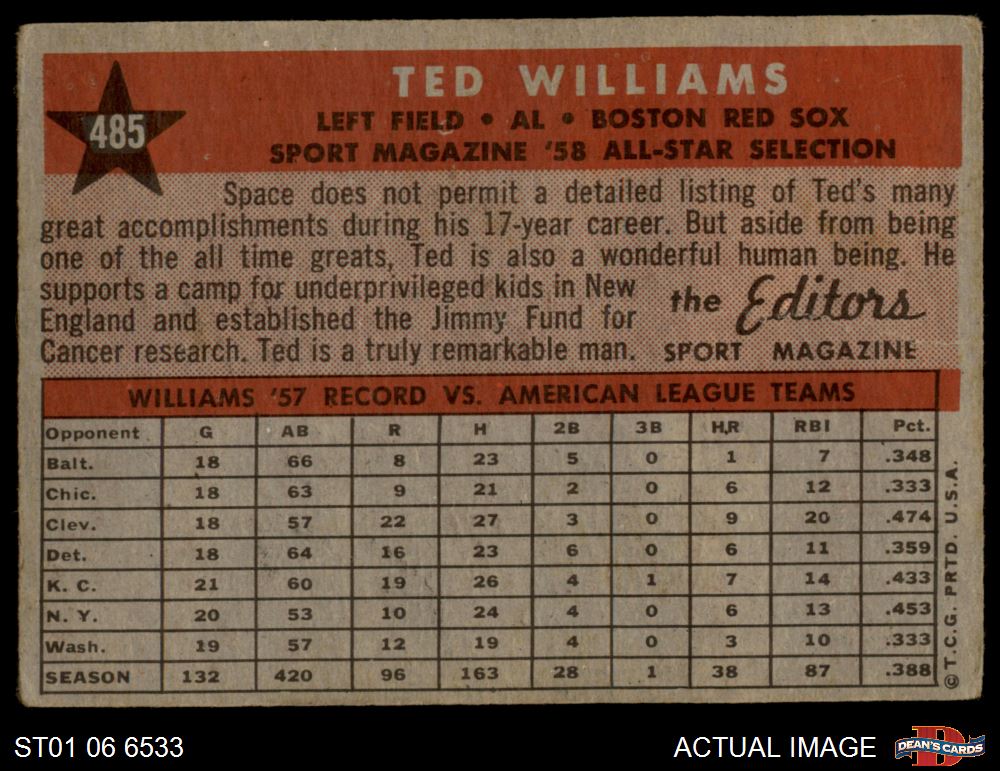 TED WILLIAMS
485
LEFT FIELD • AL • BOSTON RED SOX
SPORT MAGAZINE '58 ALL-STAR SELECTION
Space does not permit a detailed listing of Ted's many
great accomplishments during his 17-year career. But aside from being
one of the all time greats, Ted is also a wonderful human being. He
supports a camp for underprivileged kids in New
England and established the Jimmy Fund for
Cancer research. Ted is a truly remarkable man.
the Editors
SPORT MAGAZINE
WILLIAMS '57 RECORD VS. AMERICAN LEAGUE TEAMS
Opponent G AB R H 2B 3B H.R RBI Pct.
Balt. 18 66 8 23 5 0 1 7 .348
Chic. 18 63 9 21 2 0 6 12 .333
Clev. 18 57 22 27 3 0 9 20 .474
Det. 18 64 16 23 6 0 6 11 .359
K. C. 21 60 19 26 4 1 7 14 .433
N. Y. 20 53 10 24 4 0 6 13 .453
Wash. 19 57 12 19 4 0 3 10 .333
SEASON 132 420 96 163 28 1 38 87 .388
© T.C.G. PRTD. U.S.A.
ST01 06 6533
ACTUAL IMAGE
DEAN'S CARDS